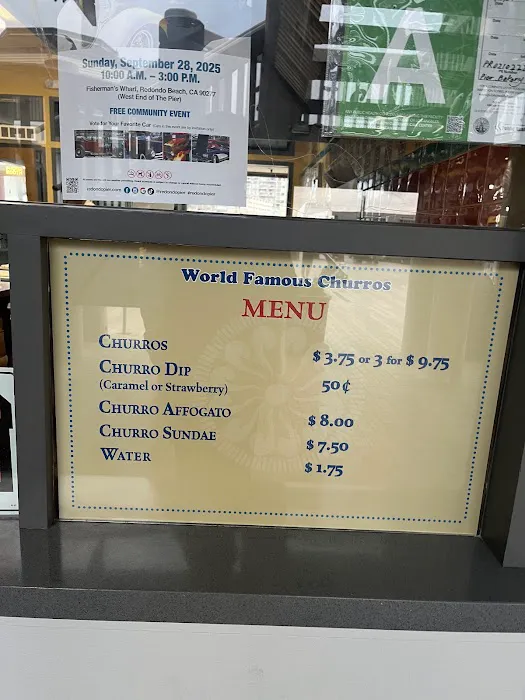 Sunday, September 28, 2025
10:00 A.M. – 3:00 P.M.
Fisherman's Wharf, Redondo Beach, CA 90277
(West End of The Pier)
FREE COMMUNITY EVENT
Vote for Your Favorite Car
A
World Famous Churros
MENU
CHURROS $ 3.75 or 3 for $ 9.75
CHURRO DIP 50¢
(Caramel or Strawberry)
CHURRO AFFOGATO $ 8.00
CHURRO SUNDAE $ 7.50
WATER $ 1.75